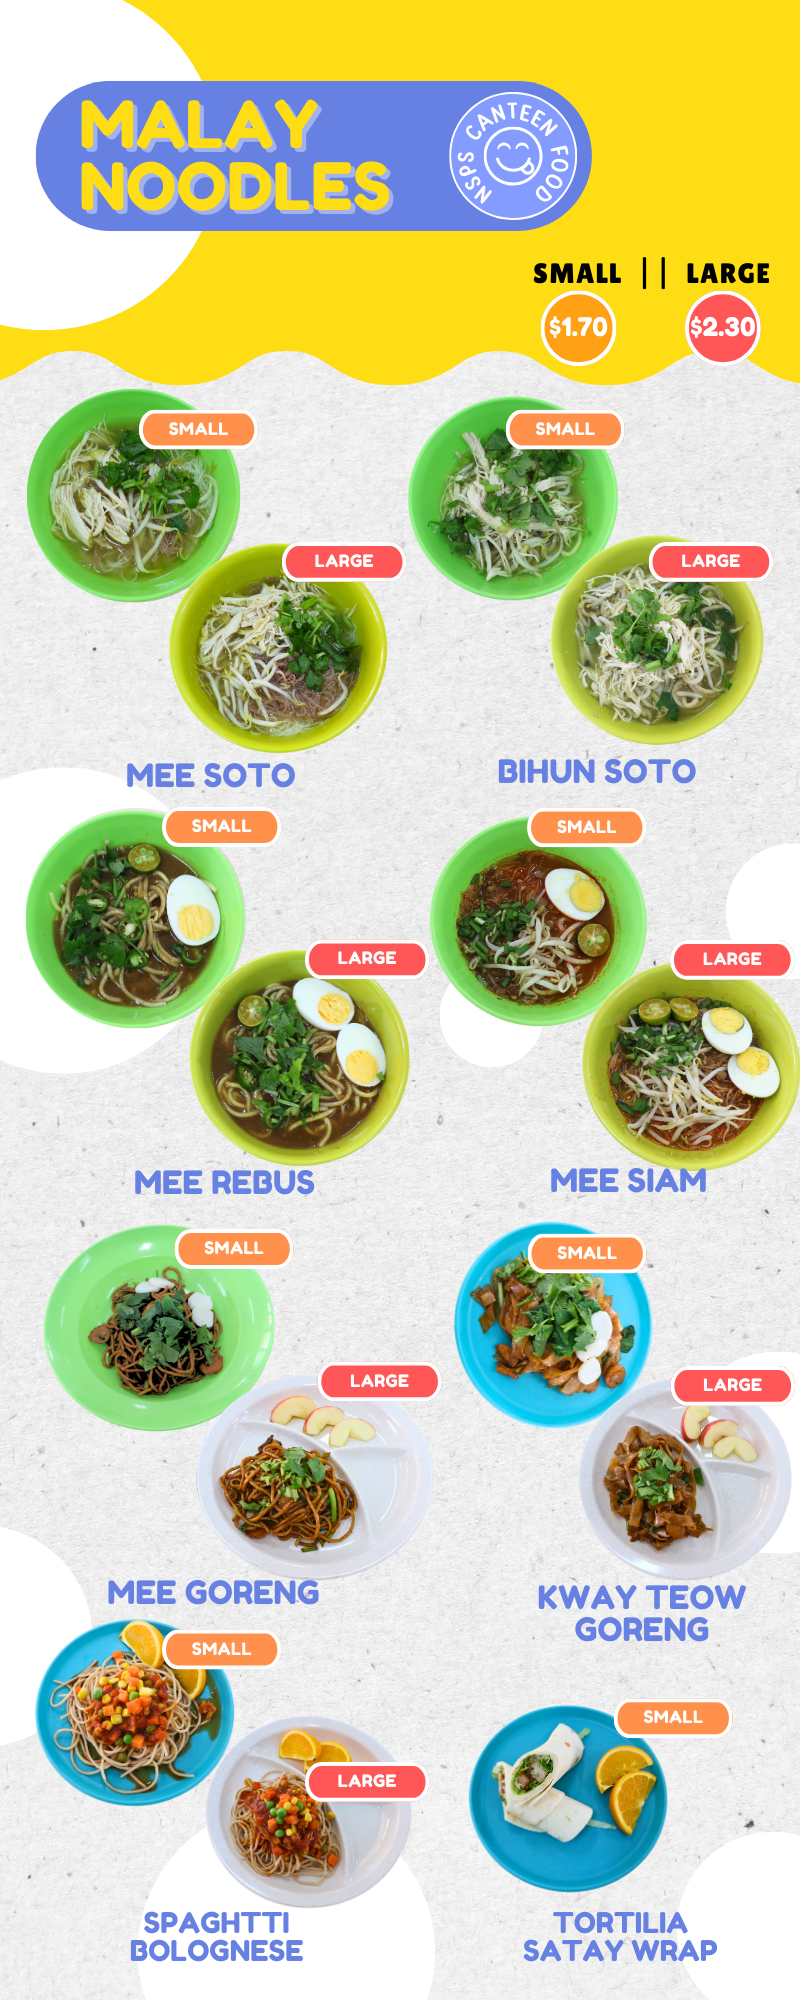 MALAY
NOODLES
NSPS CANTEEN FOOD
SMALL || LARGE
$1.70 $2.30
SMALL
SMALL
LARGE
LARGE
MEE SOTO
BIHUN SOTO
SMALL
SMALL
LARGE
LARGE
MEE REBUS
MEE SIAM
SMALL
SMALL
LARGE
LARGE
MEE GORENG
KWAY TEOW
GORENG
SMALL
LARGE
SPAGHTTI
BOLOGNESE
SMALL
TORTILIA
SATAY WRAP